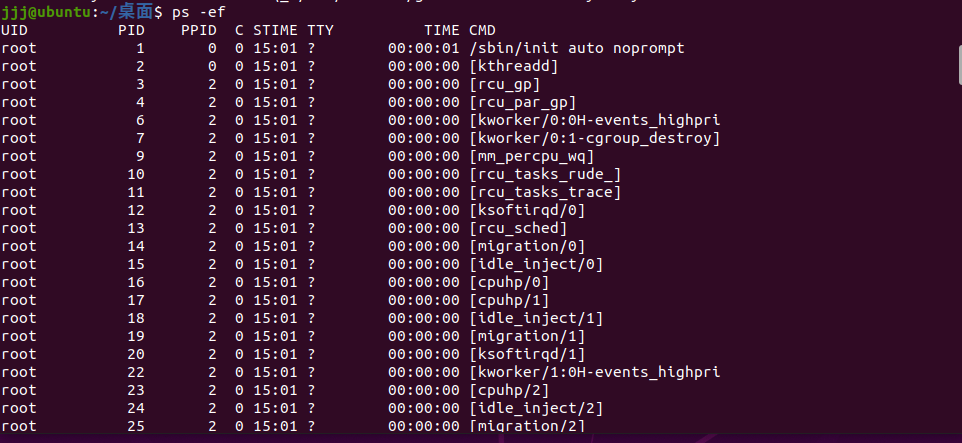 jjj@ubuntu:~/桌面$ ps -ef
UID          PID    PPID  C STIME TTY          TIME CMD
root           1       0  0 15:01 ?        00:00:01 /sbin/init auto noprompt
root           2       0  0 15:01 ?        00:00:00 [kthreadd]
root           3       2  0 15:01 ?        00:00:00 [rcu_gp]
root           4       2  0 15:01 ?        00:00:00 [rcu_par_gp]
root           6       2  0 15:01 ?        00:00:00 [kworker/0:0H-events_highpri
root           7       2  0 15:01 ?        00:00:00 [kworker/0:1-cgroup_destroy]
root           9       2  0 15:01 ?        00:00:00 [mm_percpu_wq]
root          10       2  0 15:01 ?        00:00:00 [rcu_tasks_rude_]
root          11       2  0 15:01 ?        00:00:00 [rcu_tasks_trace]
root          12       2  0 15:01 ?        00:00:00 [ksoftirqd/0]
root          13       2  0 15:01 ?        00:00:00 [rcu_sched]
root          14       2  0 15:01 ?        00:00:00 [migration/0]
root          15       2  0 15:01 ?        00:00:00 [idle_inject/0]
root          16       2  0 15:01 ?        00:00:00 [cpuhp/0]
root          17       2  0 15:01 ?        00:00:00 [cpuhp/1]
root          18       2  0 15:01 ?        00:00:00 [idle_inject/1]
root          19       2  0 15:01 ?        00:00:00 [migration/1]
root          20       2  0 15:01 ?        00:00:00 [ksoftirqd/1]
root          22       2  0 15:01 ?        00:00:00 [kworker/1:0H-events_highpri
root          23       2  0 15:01 ?        00:00:00 [cpuhp/2]
root          24       2  0 15:01 ?        00:00:00 [idle_inject/2]
root          25       2  0 15:01 ?        00:00:00 [migration/2]